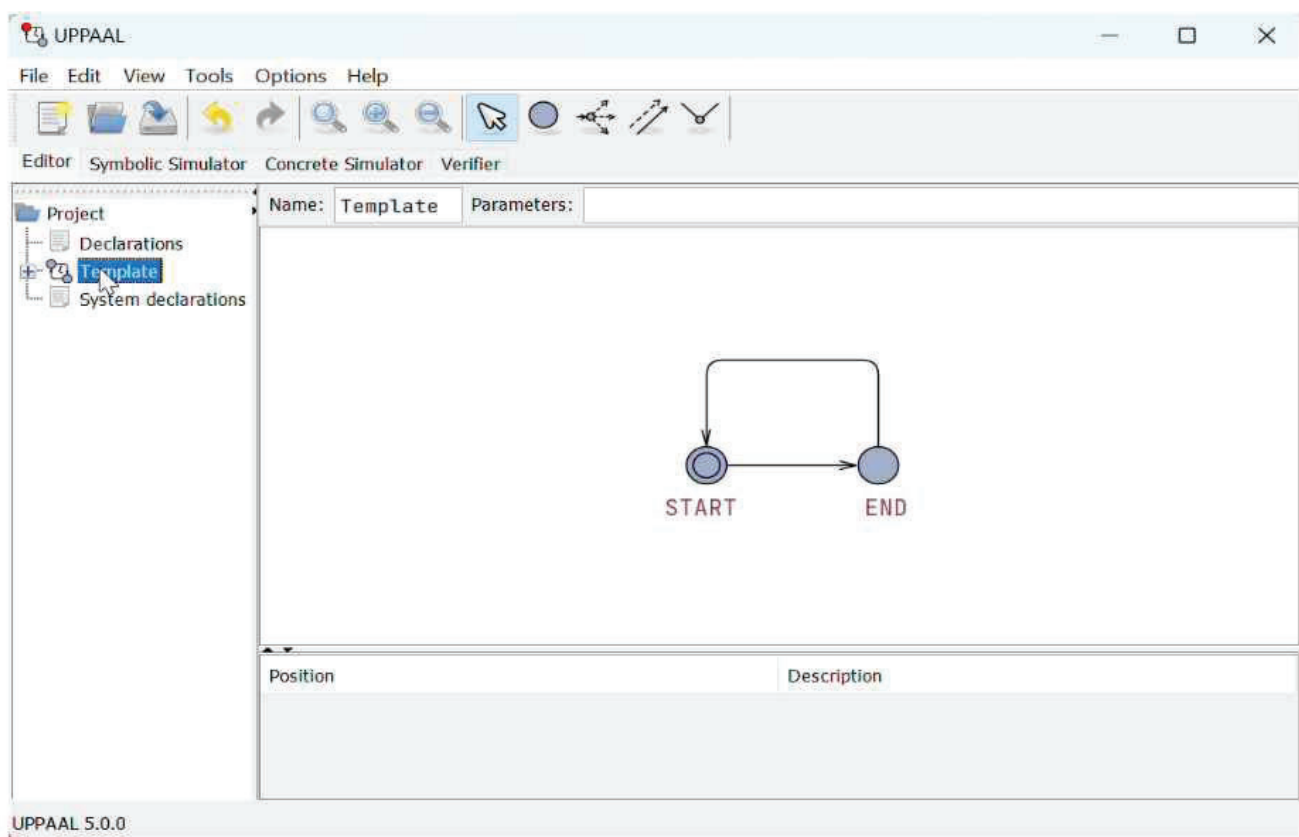 UPPAAL
File Edit View Tools Options Help
Editor Symbolic Simulator Concrete Simulator Verifier
Project
Declarations
Template
System declarations
Name: Template Parameters:
START END
Position Description
UPPAAL 5.0.0